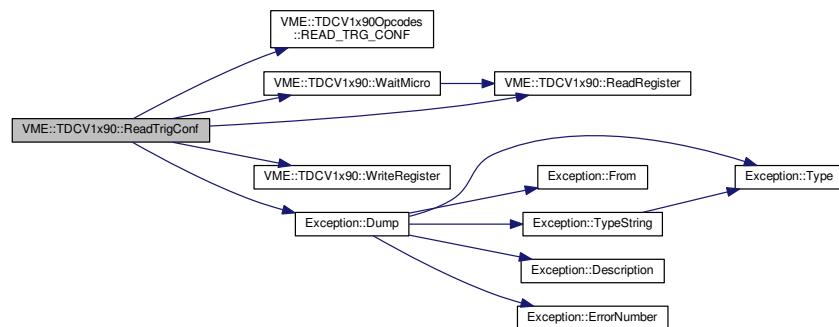 VME::TDCV1x90Opcodes
::READ_TRG_CONF
VME::TDCV1x90::WaitMicro
VME::TDCV1x90::ReadRegister
VME::TDCV1x90::ReadTrigConf
VME::TDCV1x90::WriteRegister
Exception::From
Exception::Type
Exception::Dump
Exception::TypeString
Exception::Description
Exception::ErrorNumber